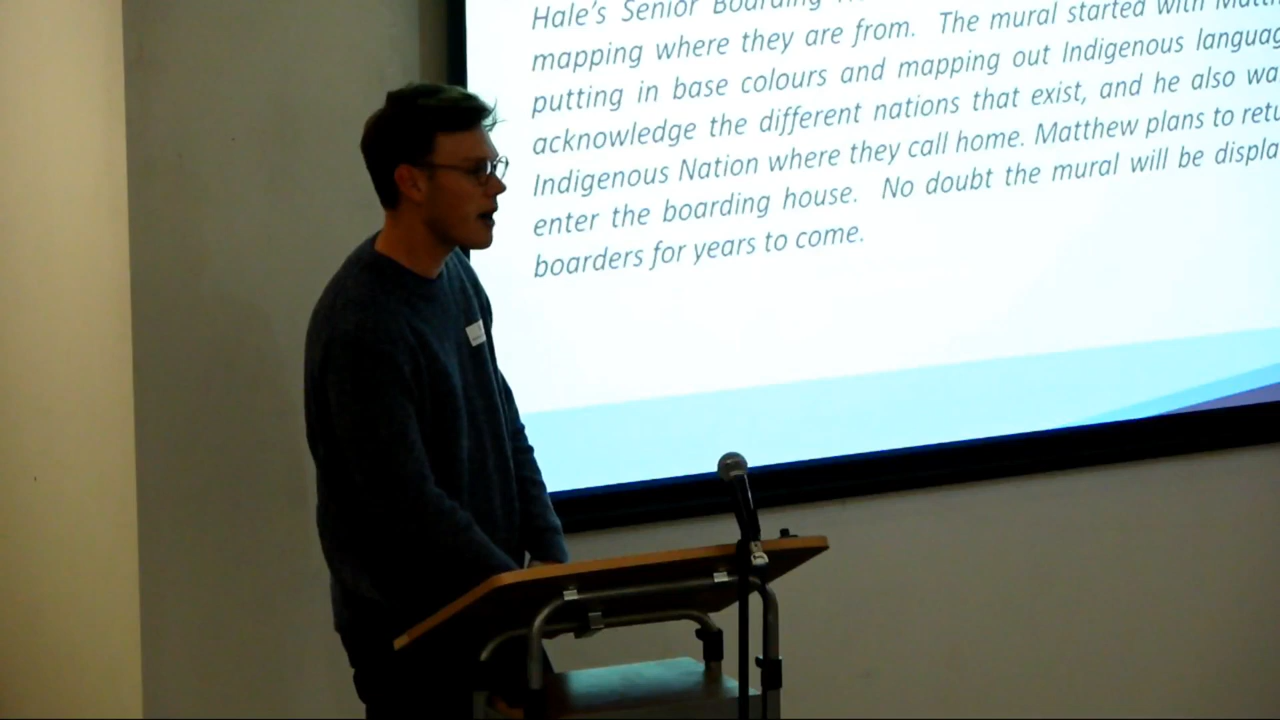 Hale's Senior Boarding
mapping where they are from. The mural started with
putting in base colours and mapping out Indigenous
acknowledge the different nations that exist, and he also
Indigenous Nation where they call home. Matthew plans to
enter the boarding house. No doubt the mural will be
boarders for years to come.